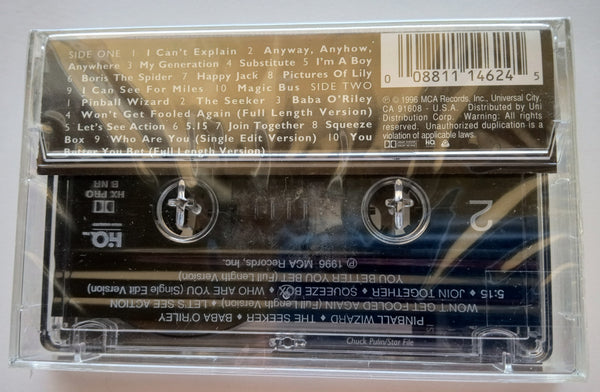 SIDE ONE 1 I Can't Explain 2 Anyway, Anyhow,
Anywhere 3 My Generation 4 Substitute 5 I'm A Boy
6 Boris The Spider 7 Happy Jack 8 Pictures Of Lily
9 I Can See For Miles 10 Magic Bus SIDE TWO
1 Pinball Wizard 2 The Seeker 3 Baba O'Riley
4 Won't Get Fooled Again (Full Length Version)
5 Let's See Action 6 5.15 7 Join Together 8 Squeeze
Box 9 Who Are You (Single Edit Version) 10 You
Better You Bet (Full Length Version)
0 08811 14624 5
℗ © 1996 MCA Records, Inc., Universal City,
CA 91608 - U.S.A. Distributed by Uni
Distribution Corp. Warning: All rights
reserved. Unauthorized duplication is a
violation of applicable laws.
HQ
2
HX PRO
B NR
HQ
PINBALL WIZARD ♦ THE SEEKER ♦ BABA O'RILEY
WON'T GET FOOLED AGAIN (Full Length Version) ♦ LET'S SEE ACTION
5:15 ♦ JOIN TOGETHER ♦ SQUEEZE BOX ♦ WHO ARE YOU (Single Edit Version)
YOU BETTER YOU BET (Full Length Version)
℗ 1996 MCA Records, Inc.
Chuck Pulin/Star File